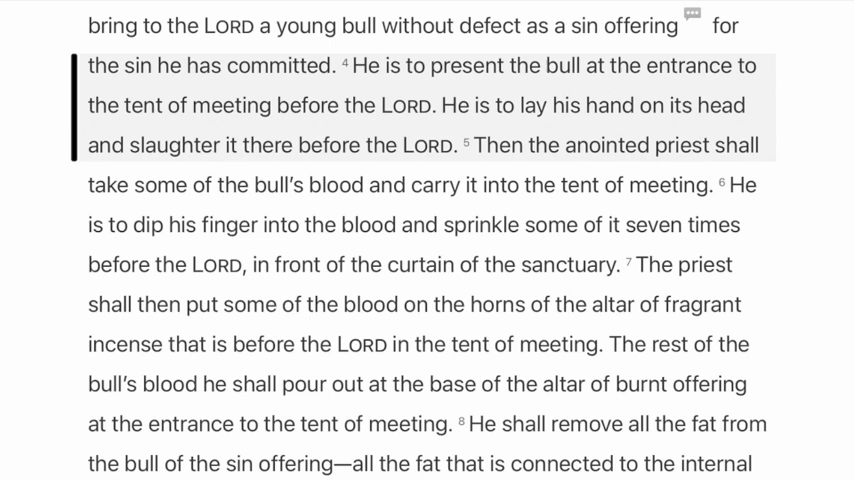 bring to the LORD a young bull without defect as a sin offering for
the sin he has committed. 4 He is to present the bull at the entrance to
the tent of meeting before the LORD. He is to lay his hand on its head
and slaughter it there before the LORD. 5 Then the anointed priest shall
take some of the bull’s blood and carry it into the tent of meeting. 6 He
is to dip his finger into the blood and sprinkle some of it seven times
before the LORD, in front of the curtain of the sanctuary. 7 The priest
shall then put some of the blood on the horns of the altar of fragrant
incense that is before the LORD in the tent of meeting. The rest of the
bull’s blood he shall pour out at the base of the altar of burnt offering
at the entrance to the tent of meeting. 8 He shall remove all the fat from
the bull of the sin offering—all the fat that is connected to the internal